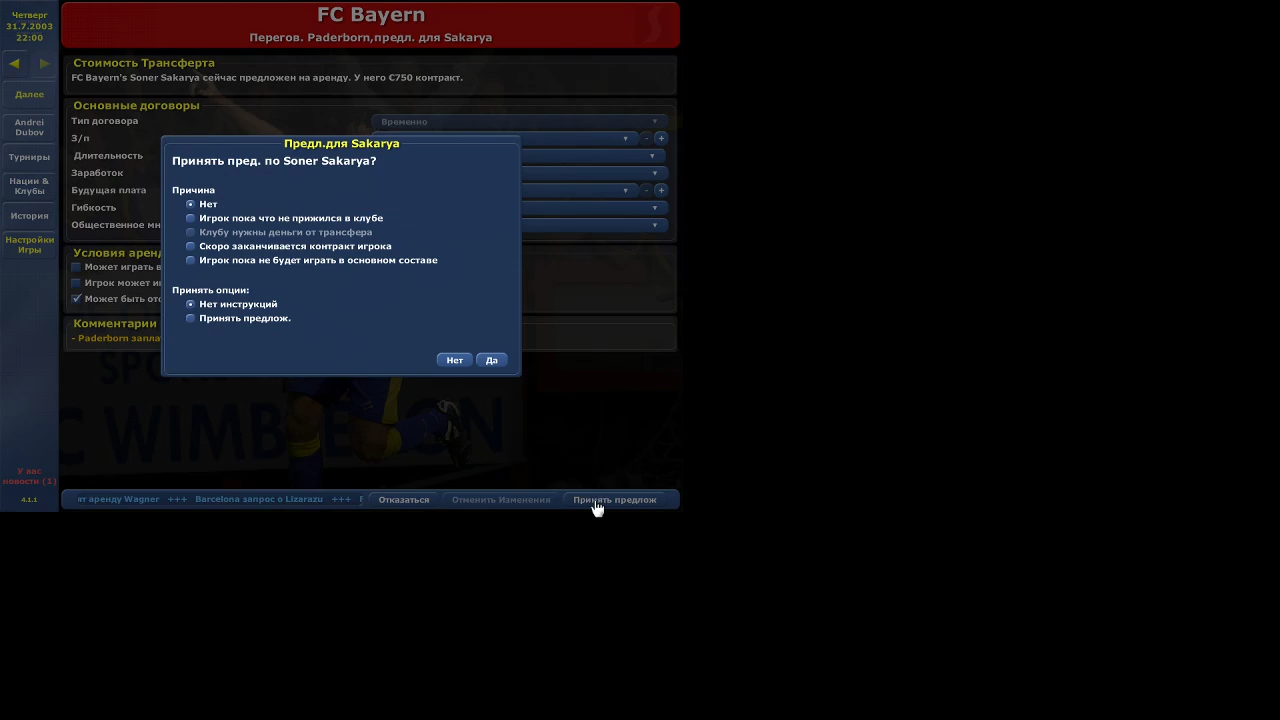 Четверг
31.7.2003
22:00
FC Bayern
Перегов. Paderborn,предл. для Sakarya
Стоимость Трансферта
FC Bayern's Soner Sakarya сейчас предложен на аренду. У него €750 контракт.
Далее
Основные договоры
Тип договора
Временно
Andrei
Dubov
З/п
- +
Длительность
Турниры
Заработок
Нации &
Клубы
Будущая плата
- +
Гибкость
История
Общественное
Настройки
Игры
Условия
Может играть
Игрок может
Может быть
Комментарии
- Paderborn
Предл.для Sakarya
Принять пред. по Soner Sakarya?
Причина
Нет
Игрок пока что не прижился в клубе
Клубу нужны деньги от трансфера
Скоро заканчивается контракт игрока
Игрок пока не будет играть в основном составе
Принять опции:
Нет инструкций
Принять предлож.
Нет Да
WIMB
У вас
новости (1)
4.1.1
аренду Wagner +++ Barcelona запрос о Lizarazu +++
Отказаться
Отменить Изменения
Принять предлож